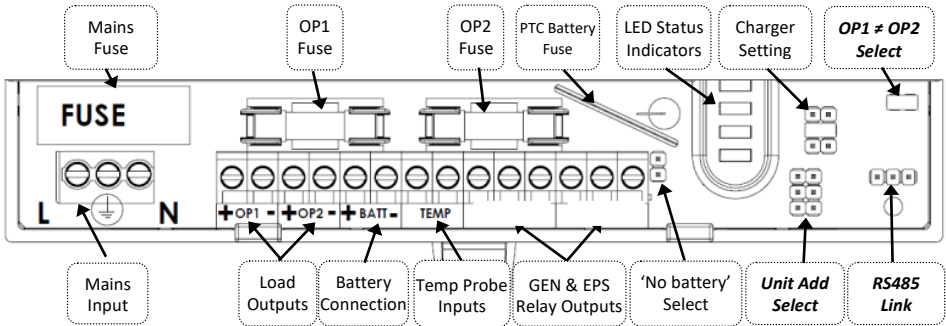 Mains
Fuse
OP1
Fuse
OP2
Fuse
PTC Battery
Fuse
LED Status
Indicators
Charger
Setting
OP1 ≠ OP2
Select
FUSE
L
N
+ OP1 -
+ OP2 -
+ BATT -
TEMP
Mains
Input
Load
Outputs
Battery
Connection
Temp Probe
Inputs
GEN & EPS
Relay Outputs
‘No battery’
Select
Unit Add
Select
RS485
Link